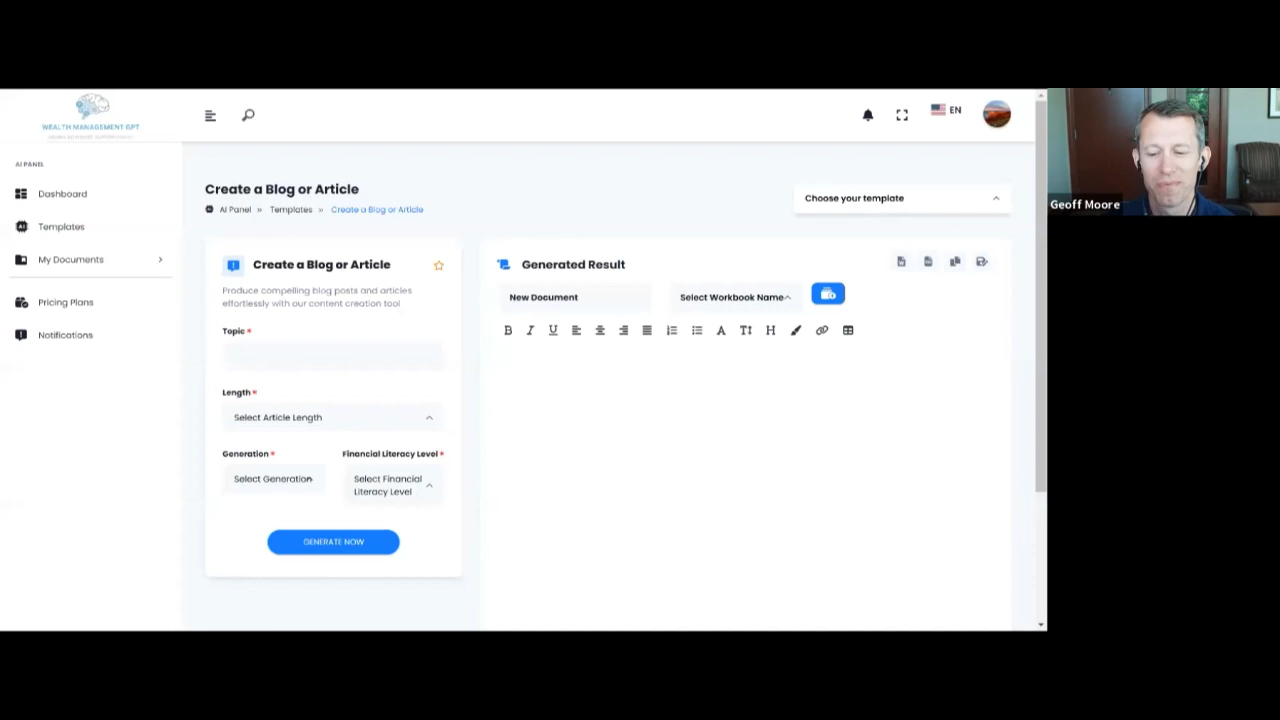 WEALTH MANAGEMENT GPT
EN
AI PANEL
Dashboard
Templates
My Documents
Pricing Plans
Notifications
Create a Blog or Article
AI Panel » Templates » Create a Blog or Article
Choose your template
Create a Blog or Article
Produce compelling blog posts and articles
effortlessly with our content creation tool
Topic *
Length *
Select Article Length
Generation *
Financial Literacy Level *
Select Generation
Select Financial
Literacy Level
GENERATE NOW
Generated Result
New Document
Select Workbook Name
Geoff Moore